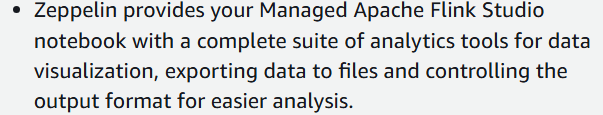 • Zeppelin provides your Managed Apache Flink Studio
notebook with a complete suite of analytics tools for data
visualization, exporting data to files and controlling the
output format for easier analysis.